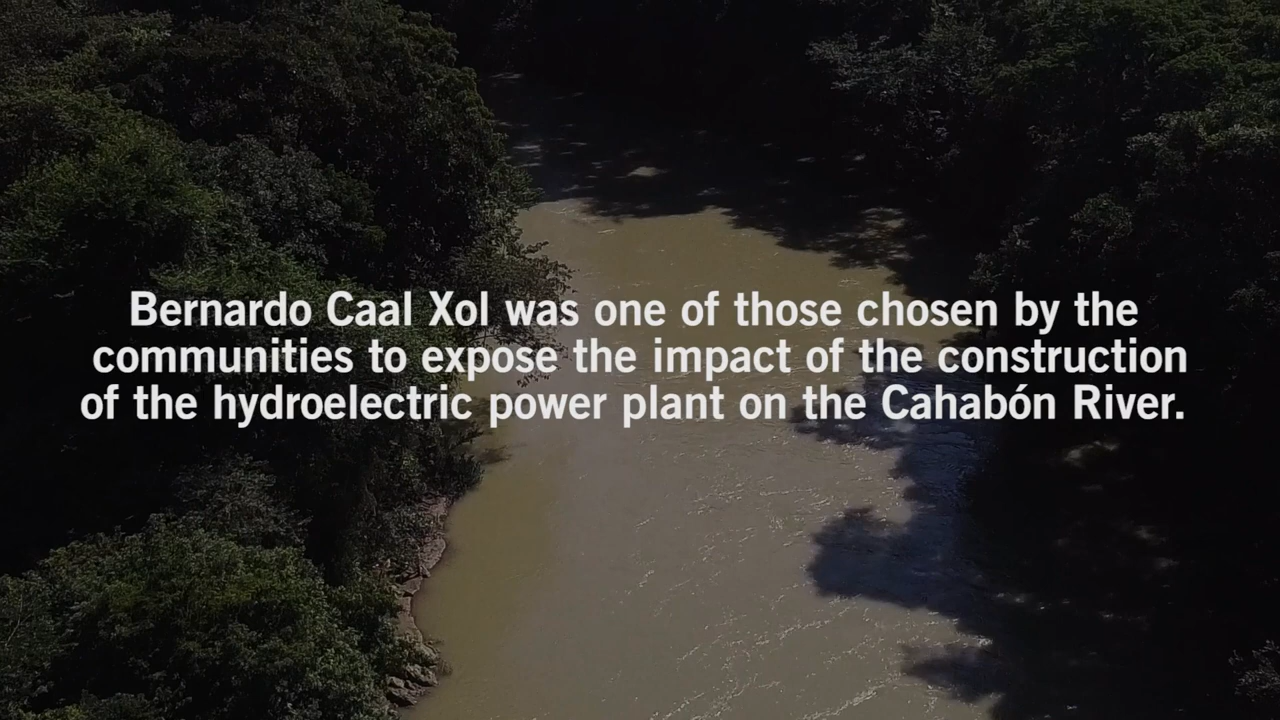 Bernardo Caal Xol was one of those chosen by the
communities to expose the impact of the construction
of the hydroelectric power plant on the Cahabón River.